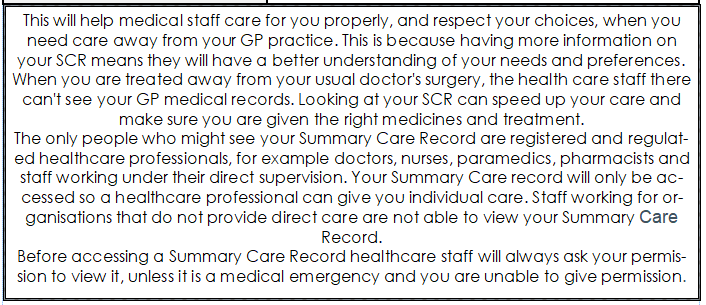 This will help medical staff care for you properly, and respect your choices, when you
need care away from your GP practice. This is because having more information on
your SCR means they will have a better understanding of your needs and preferences.
When you are treated away from your usual doctor's surgery, the health care staff there
can't see your GP medical records. Looking at your SCR can speed up your care and
make sure you are given the right medicines and treatment.
The only people who might see your Summary Care Record are registered and regulat-
ed healthcare professionals, for example doctors, nurses, paramedics, pharmacists and
staff working under their direct supervision. Your Summary Care record will only be ac-
cessed so a healthcare professional can give you individual care. Staff working for or-
ganisations that do not provide direct care are not able to view your Summary Care
Record.
Before accessing a Summary Care Record healthcare staff will always ask your permis-
sion to view it, unless it is a medical emergency and you are unable to give permission.